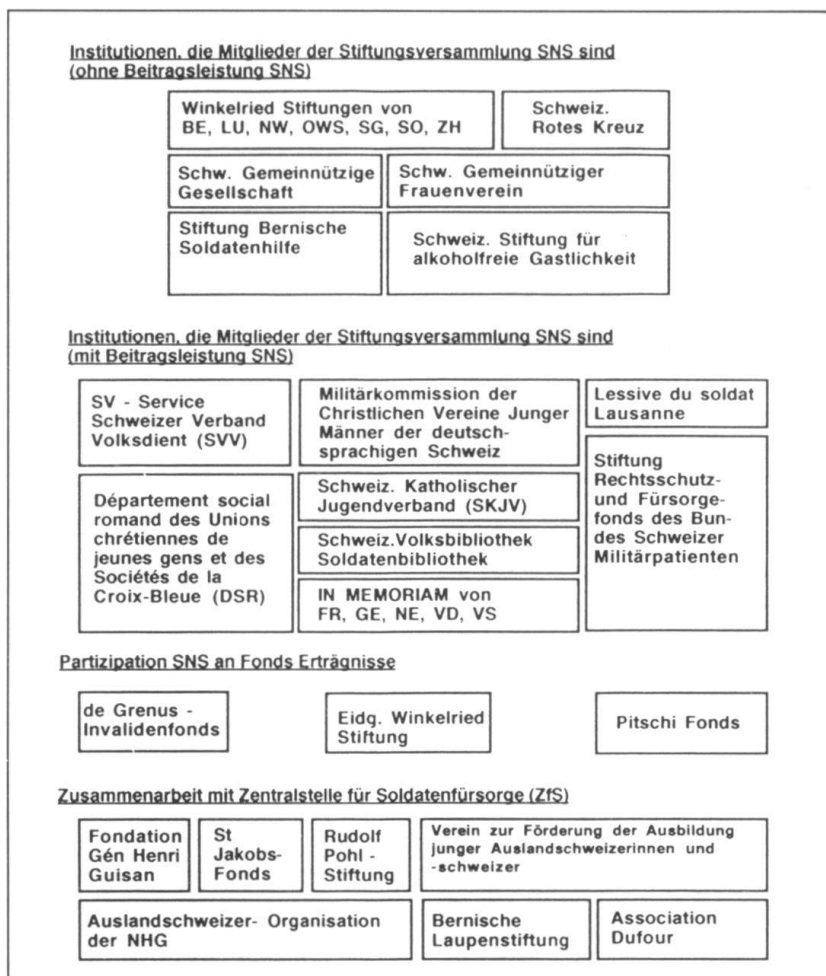 Institutionen, die Mitglieder der Stiftungsversammlung SNS sind
(ohne Beitragsleistung SNS)
Winkelried Stiftungen von
BE, LU, NW, OWS, SG, SO, ZH
Schweiz.
Rotes Kreuz
Schw. Gemeinnützige
Gesellschaft
Schw. Gemeinnütziger
Frauenverein
Stiftung Bernische
Soldatenhilfe
Schweiz. Stiftung für
alkoholfreie Gastlichkeit
Institutionen, die Mitglieder der Stiftungsversammlung SNS sind
(mit Beitragsleistung SNS)
SV - Service
Schweizer Verband
Volksdienst (SVV)
Militärkommission der
Christlichen Vereine Junger
Männer der deutsch-
sprachigen Schweiz
Lessive du soldat
Lausanne
Département social
romand des Unions
chrétiennes de
jeunes gens et des
Sociétés de la
Croix-Bleue (DSR)
Schweiz. Katholischer
Jugendverband (SKJV)
Schweiz.Volksbibliothek
Soldatenbibliothek
IN MEMORIAM von
FR, GE, NE, VD, VS
Stiftung
Rechtsschutz-
und Fürsorge-
fonds des Bun-
des Schweizer
Militärpatienten
Partizipation SNS an Fonds Erträgnisse
de Grenus -
Invalidenfonds
Eidg. Winkelried
Stiftung
Pitschi Fonds
Zusammenarbeit mit Zentralstelle für Soldatenfürsorge (ZfS)
Fondation
Gén Henri
Guisan
St
Jakobs-
Fonds
Rudolf
Pohl -
Stiftung
Verein zur Förderung der Ausbildung
junger Auslandschweizerinnen und
-schweizer
Auslandschweizer- Organisation
der NHG
Bernische
Laupenstiftung
Association
Dufour